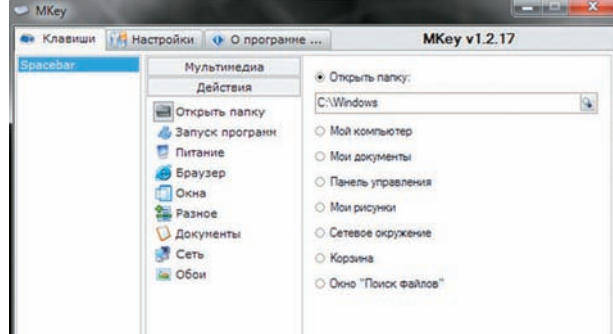 MKey
Клавиши
Настройки
О программе ...
MKey v1.2.17
Spacebar
Мультимедиа
Действия
Открыть папку
Запуск программ
Питание
Браузер
Окна
Разное
Документы
Сеть
Обои
Открыть папку:
C:\Windows
Мой компьютер
Мои документы
Панель управления
Мои рисунки
Сетевое окружение
Корзина
Окно "Поиск файлов"